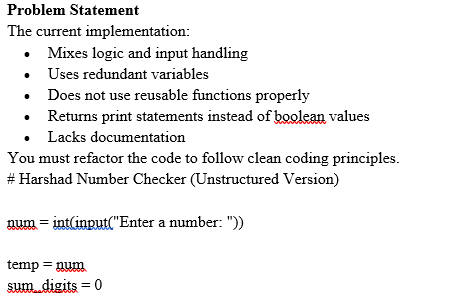 Problem Statement
The current implementation:
• Mixes logic and input handling
• Uses redundant variables
• Does not use reusable functions properly
• Returns print statements instead of boolean values
• Lacks documentation
You must refactor the code to follow clean coding principles.
# Harshad Number Checker (Unstructured Version)
num = int(input("Enter a number: "))
temp = num
sum_digits = 0